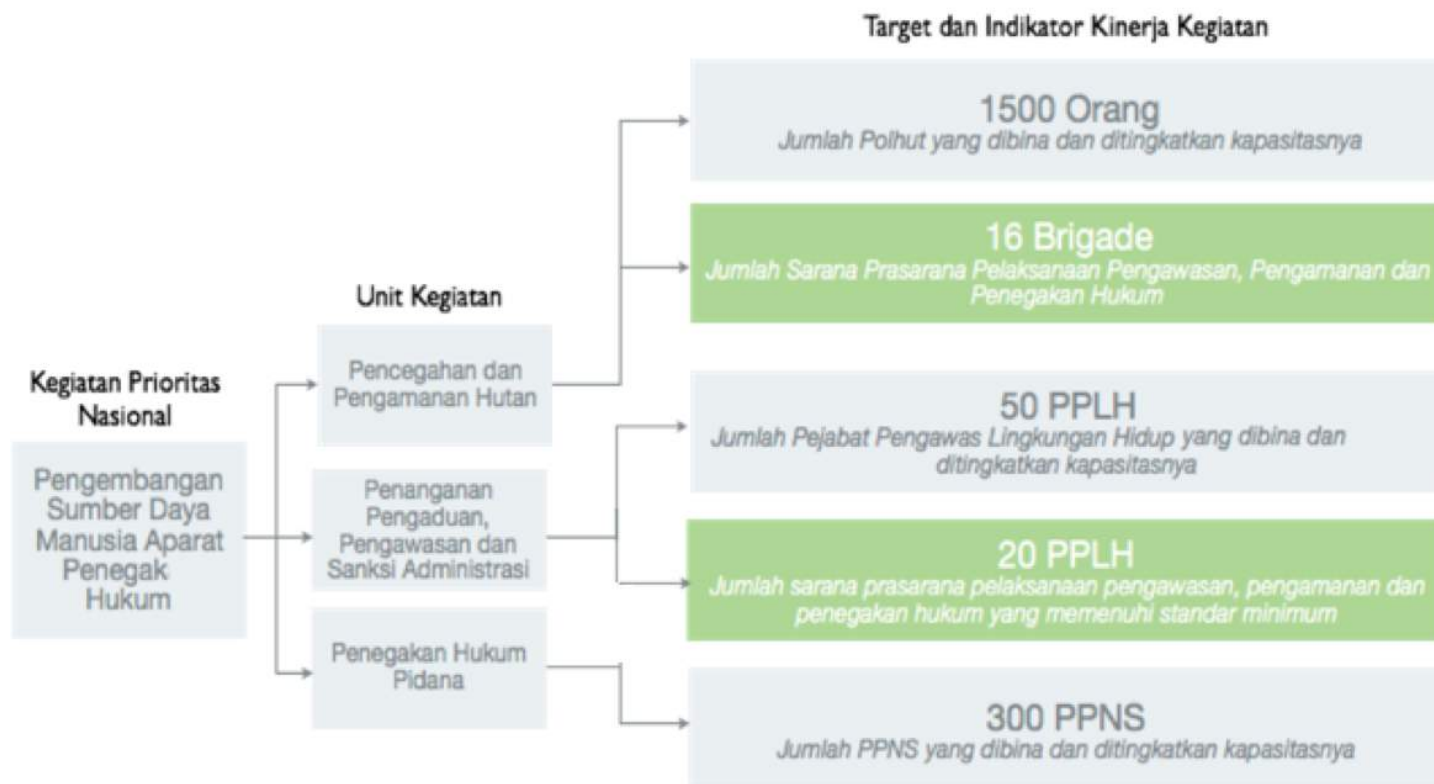 Target dan Indikator Kinerja Kegiatan
1500 Orang
Jumlah Polhut yang dibina dan ditingkatkan kapasitasnya
16 Brigade
Jumlah Sarana Prasarana Pelaksanaan Pengawasan, Pengamanan dan
Penegakan Hukum
Unit Kegiatan
Pencegahan dan
Pengamanan Hutan
Kegiatan Prioritas
Nasional
50 PPLH
Jumlah Pejabat Pengawas Lingkungan Hidup yang dibina dan
ditingkatkan kapasitasnya
Pengembangan
Sumber Daya
Manusia Aparat
Penegak
Hukum
Penanganan
Pengaduan,
Pengawasan dan
Sanksi Administrasi
20 PPLH
Jumlah sarana prasarana pelaksanaan pengawasan, pengamanan dan
penegakan hukum yang memenuhi standar minimum
Penegakan Hukum
Pidana
300 PPNS
Jumlah PPNS yang dibina dan ditingkatkan kapasitasnya